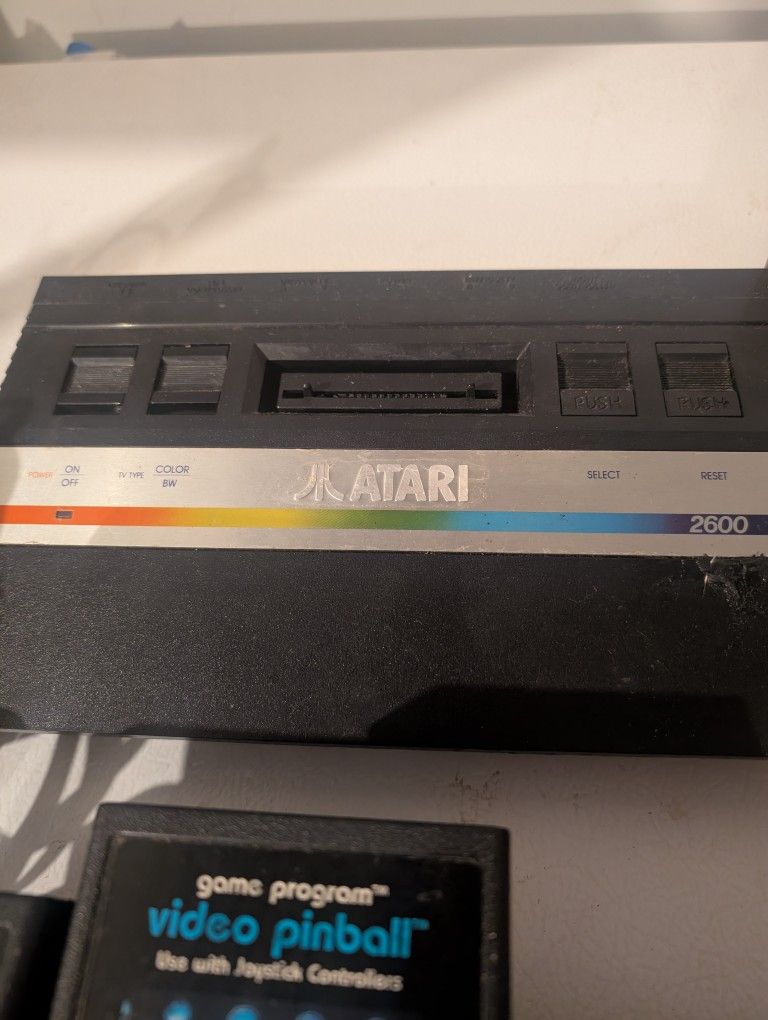 PUSH PUSH
POWER ON OFF TV TYPE COLOR BW ATARI SELECT RESET
2600
game program™
video pinball™
Use with Joystick Controllers